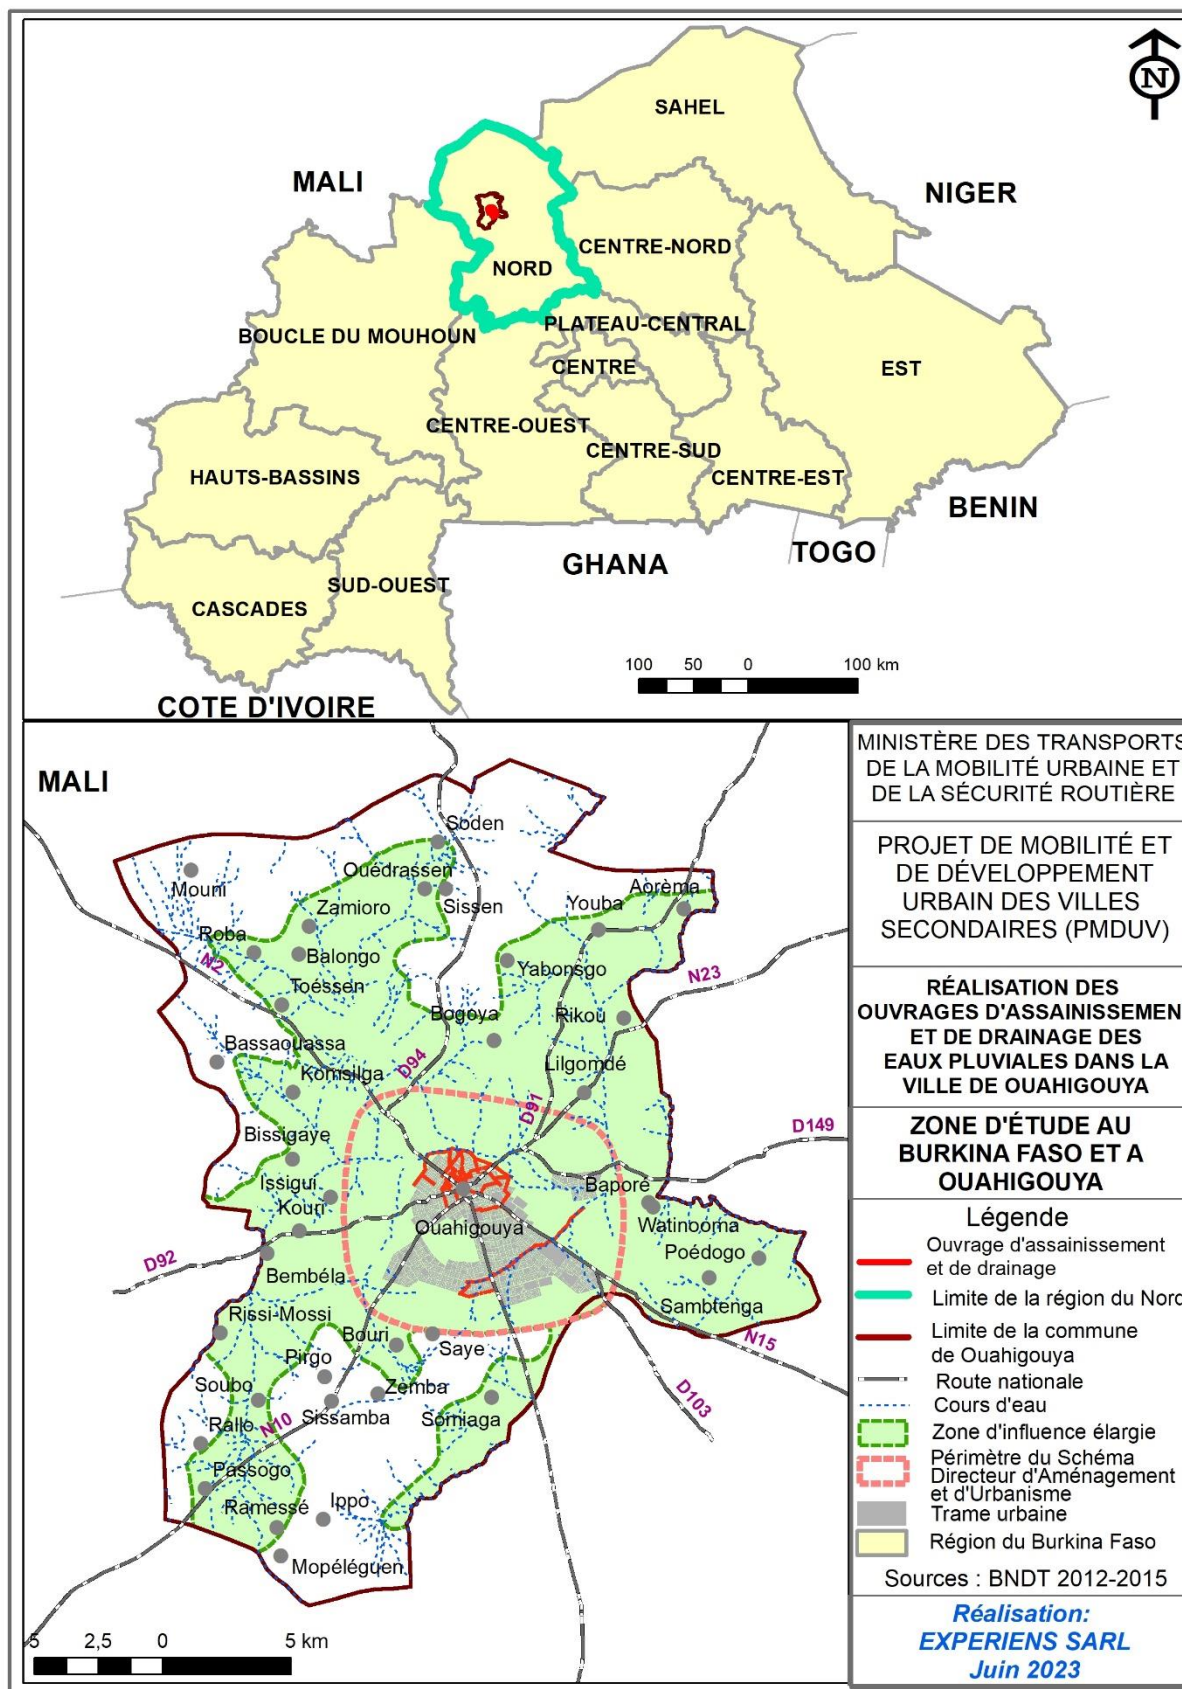 N
SAHEL
MALI
NIGER
CENTRE-NORD
NORD
PLATEAU-CENTRAL
BOUCLE DU MOUHOUN
CENTRE
EST
CENTRE-OUEST
CENTRE-SUD
HAUTS-BASSINS
CENTRE-EST
BENIN
TOGO
GHANA
SUD-OUEST
CASCADES
100 50 0 100 km
COTE D'IVOIRE
MALI
Soden
Ouédrassen
Mouni
Aorèma
Sissen
Youba
Zamioro
Roba
Balongo
N2
Yabonsgo
N23
Toéssen
Bogoya
Rikou
Bassaouassa
D94
Lilgomdé
Komsilga
D91
D149
Bissigaye
Issigui
Baporé
Kouri
Ouahigouya
Watinooma
Poédogo
D92
Bembéla
Sambtenga
Rissi-Mossi
Bouri
Saye
N15
Pirgo
Soubo
Zemba
D103
Sissamba
Somiaga
Rallo
N10
Passogo
Ramessé
Ippo
Mopéléguen
5 2,5 0 5 km
MINISTÈRE DES TRANSPORTS
DE LA MOBILITÉ URBAINE ET
DE LA SÉCURITÉ ROUTIÈRE
PROJET DE MOBILITÉ ET
DE DÉVELOPPEMENT
URBAIN DES VILLES
SECONDAIRES (PMDUV)
RÉALISATION DES
OUVRAGES D'ASSAINISSEMEN
ET DE DRAINAGE DES
EAUX PLUVIALES DANS LA
VILLE DE OUAHIGOUYA
ZONE D'ÉTUDE AU
BURKINA FASO ET A
OUAHIGOUYA
Légende
Ouvrage d'assainissement
et de drainage
Limite de la région du Nord
Limite de la commune
de Ouahigouya
Route nationale
Cours d'eau
Zone d'influence élargie
Périmètre du Schéma
Directeur d'Aménagement
et d'Urbanisme
Trame urbaine
Région du Burkina Faso
Sources : BNDT 2012-2015
Réalisation:
EXPERIENS SARL
Juin 2023